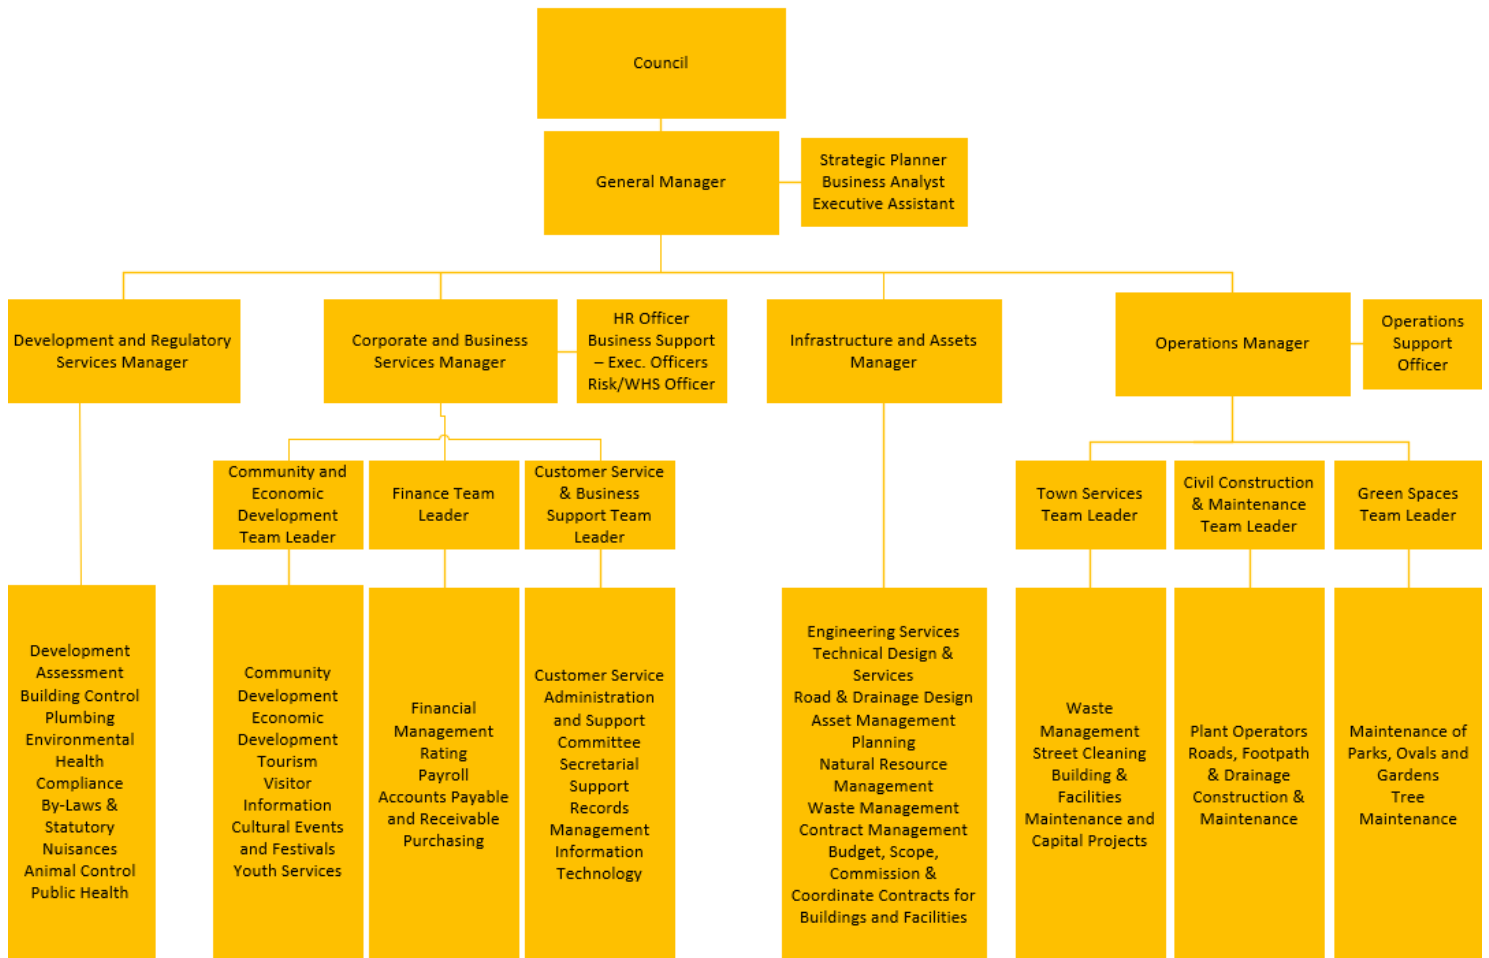 Council
General Manager
Strategic Planner
Business Analyst
Executive Assistant
Development and Regulatory
Services Manager
Corporate and Business
Services Manager
HR Officer
Business Support
– Exec. Officers
Risk/WHS Officer
Infrastructure and Assets
Manager
Operations Manager
Operations
Support
Officer
Community and
Economic
Development
Team Leader
Finance Team
Leader
Customer Service
& Business
Support Team
Leader
Town Services
Team Leader
Civil Construction
& Maintenance
Team Leader
Green Spaces
Team Leader
Development
Assessment
Building Control
Plumbing
Environmental
Health
Compliance
By-Laws &
Statutory
Nuisances
Animal Control
Public Health
Community
Development
Economic
Development
Tourism
Visitor
Information
Cultural Events
and Festivals
Youth Services
Financial
Management
Rating
Payroll
Accounts Payable
and Receivable
Purchasing
Customer Service
Administration
and Support
Committee
Secretarial
Support
Records
Management
Information
Technology
Engineering Services
Technical Design &
Services
Road & Drainage Design
Asset Management
Planning
Natural Resource
Management
Waste Management
Contract Management
Budget, Scope,
Commission &
Coordinate Contracts for
Buildings and Facilities
Waste
Management
Street Cleaning
Building &
Facilities
Maintenance and
Capital Projects
Plant Operators
Roads, Footpath
& Drainage
Construction &
Maintenance
Maintenance of
Parks, Ovals and
Gardens
Tree
Maintenance